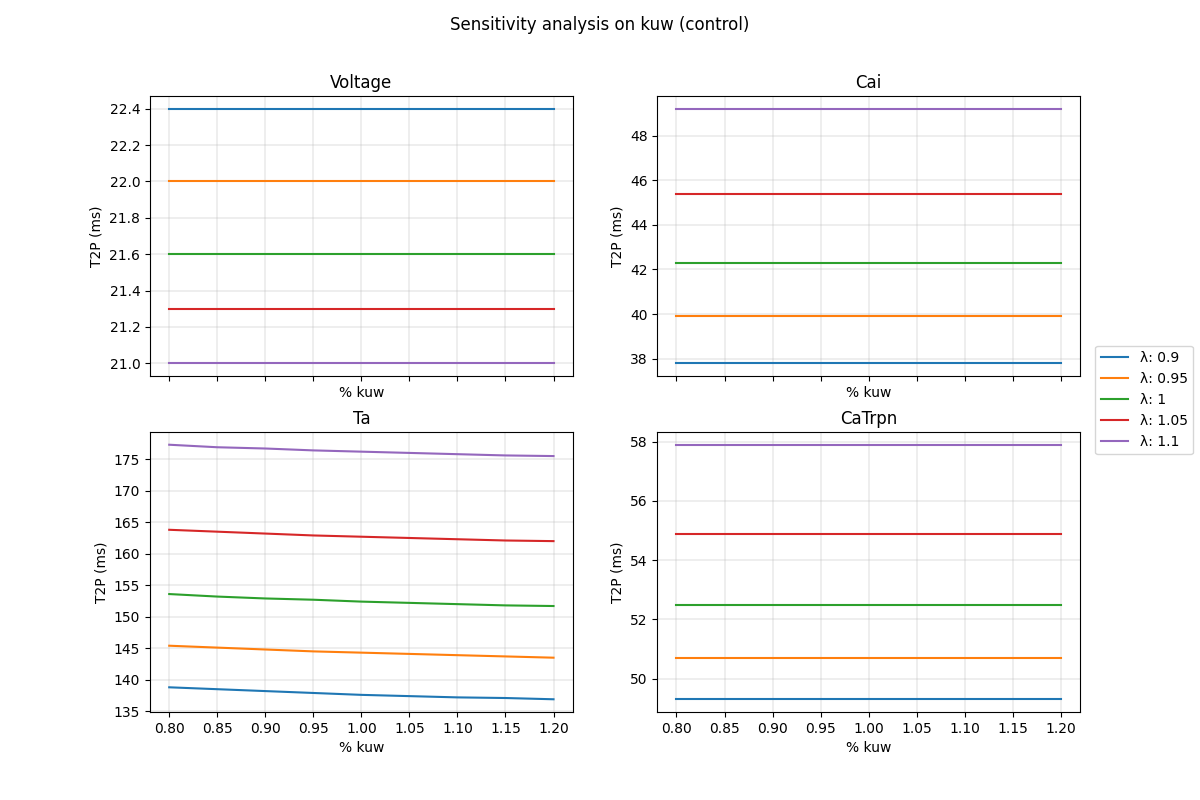 Sensitivity analysis on kuw (control)
Voltage
22.4
22.2
22.0
21.8
21.6
21.4
21.2
21.0
T2P (ms)
% kuw
Cai
48
46
44
42
40
38
T2P (ms)
% kuw
λ: 0.9
λ: 0.95
λ: 1
λ: 1.05
λ: 1.1
Ta
175
170
165
160
155
150
145
140
135
T2P (ms)
0.80 0.85 0.90 0.95 1.00 1.05 1.10 1.15 1.20
% kuw
CaTrpn
58
56
54
52
50
T2P (ms)
0.80 0.85 0.90 0.95 1.00 1.05 1.10 1.15 1.20
% kuw